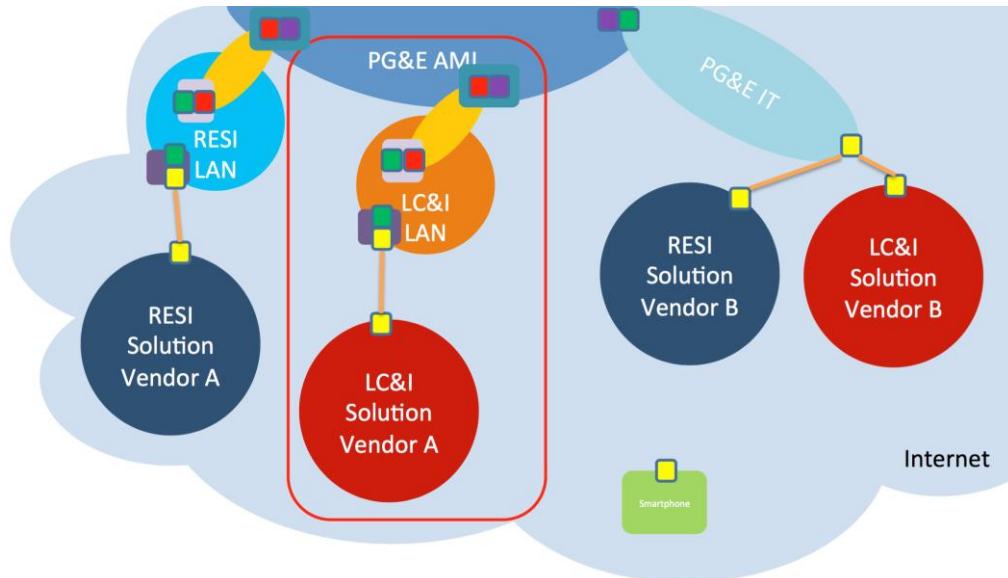 PG&E AMI
PG&E IT
RESI
LAN
LC&I
LAN
RESI
Solution
Vendor A
LC&I
Solution
Vendor A
RESI
Solution
Vendor B
LC&I
Solution
Vendor B
Internet
Smartphone